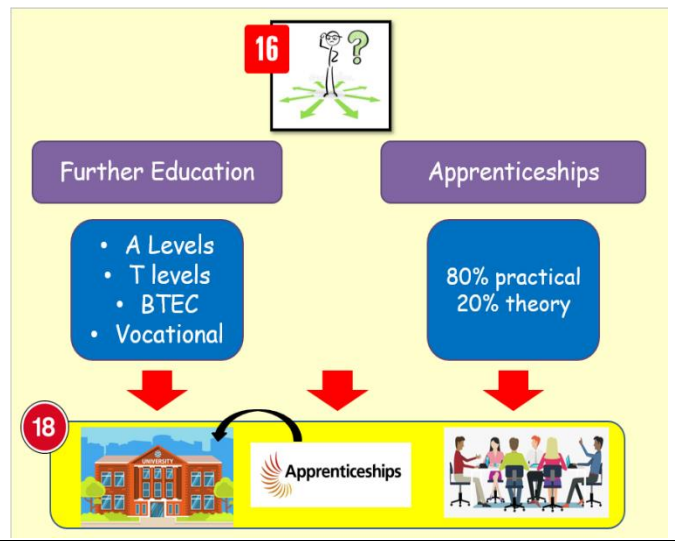 16
?
Further Education
Apprenticeships
• A Levels
• T levels
• BTEC
• Vocational
80% practical
20% theory
18
UNIVERSITY
Apprenticeships